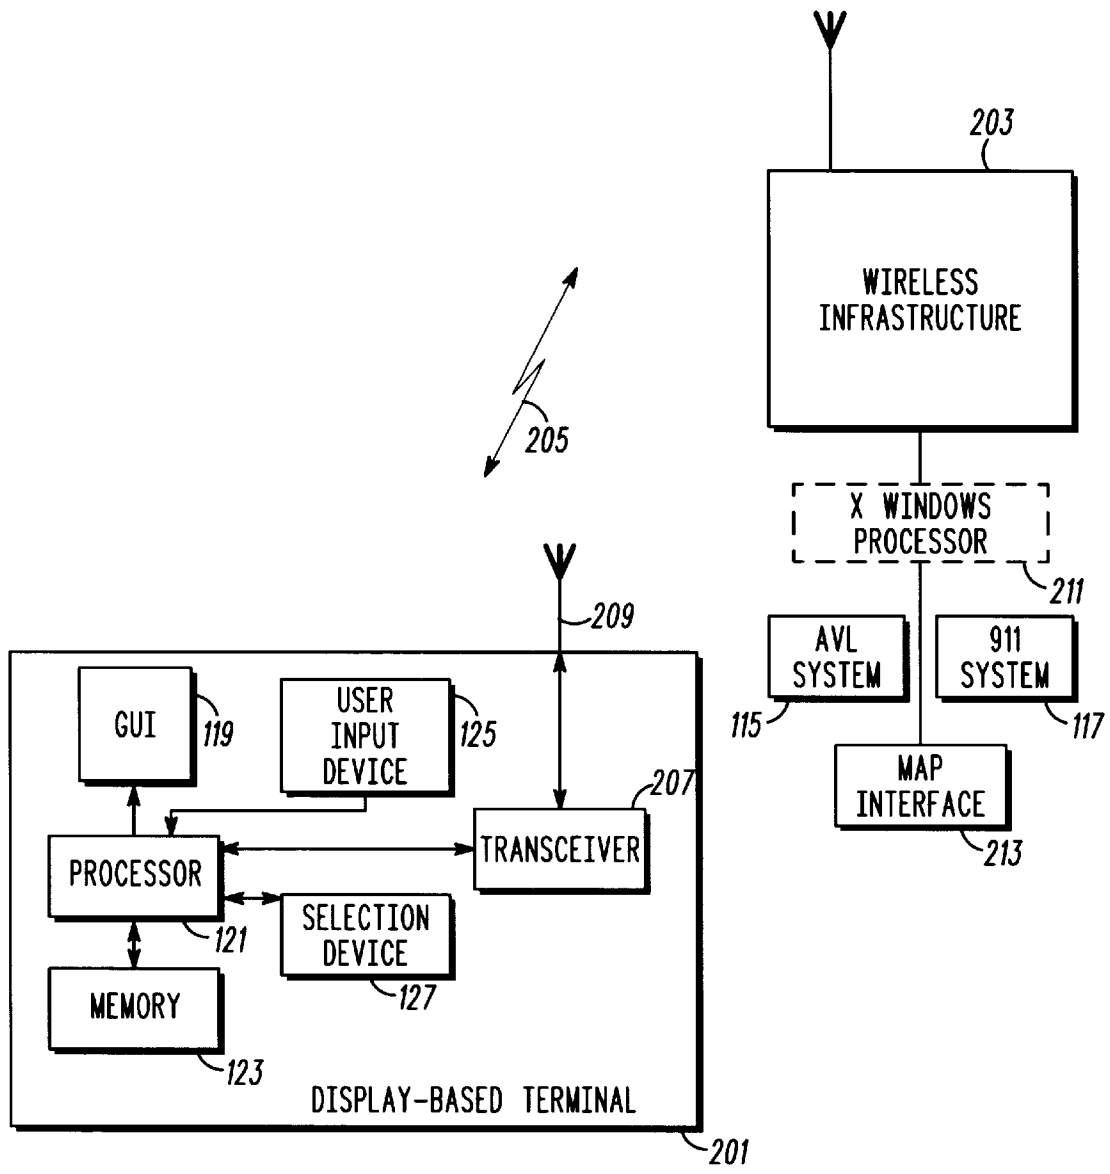 203
WIRELESS
INFRASTRUCTURE
205
X WINDOWS
PROCESSOR
211
209
AVL
SYSTEM
115
911
SYSTEM
117
MAP
INTERFACE
213
GUI
119
USER
INPUT
DEVICE
125
207
TRANSCEIVER
PROCESSOR
121
SELECTION
DEVICE
127
MEMORY
123
DISPLAY-BASED TERMINAL
201